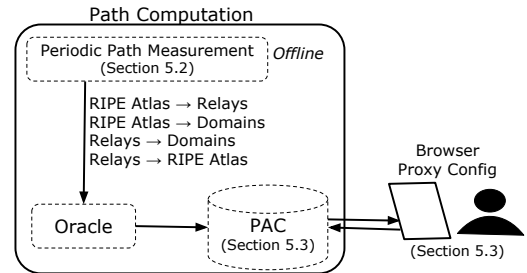 Path Computation
Periodic Path Measurement
(Section 5.2)
Offline
RIPE Atlas → Relays
RIPE Atlas → Domains
Relays → Domains
Relays → RIPE Atlas
Browser
Proxy Config
Oracle
PAC
(Section 5.3)
(Section 5.3)